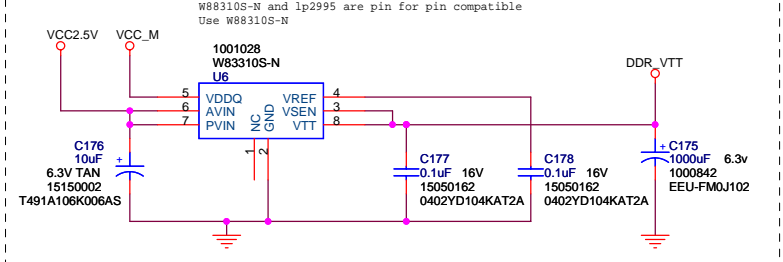 W88310S-N and lp2995 are pin for pin compatible
Use W88310S-N
VCC2.5V
VCC_M
1001028
W83310S-N
U6
DDR_VTT
5
VDDQ
VREF
4
6
AVIN
VSEN
3
7
PVIN
VTT
8
NC
GND
1
2
C176
10uF
+
6.3V TAN
15150002
T491A106K006AS
C177
0.1uF 16V
15050162
0402YD104KAT2A
C178
0.1uF 16V
15050162
0402YD104KAT2A
C175
+
1000uF 6.3v
1000842
EEU-FM0J102